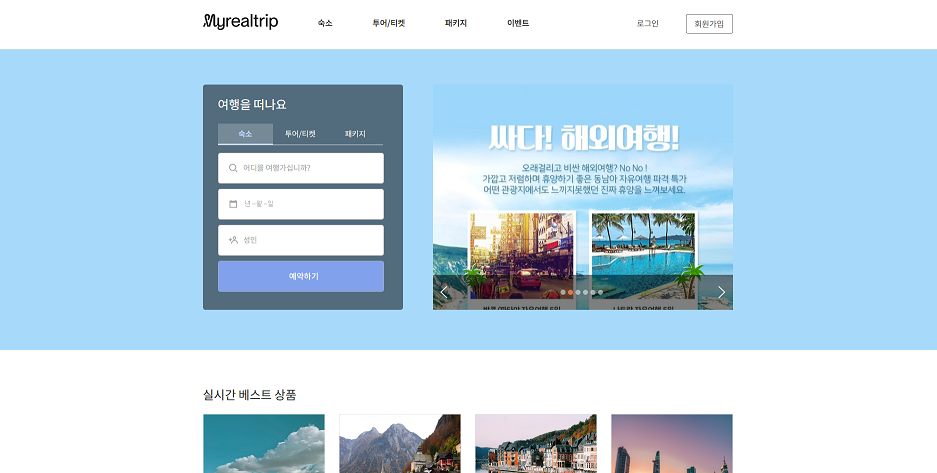 Myrealtrip
숙소
투어/티켓
패키지
이벤트
로그인
회원가입
여행을 떠나요
숙소
투어/티켓
패키지
어디를 여행가십니까?
년 -월 -일
성인
예약하기
싸다! 해외여행!
오래걸리고 비싼 해외여행? No No !
가깝고 저렴하며 휴양하기 좋은 동남아 자유여행 파격 특가
어떤 관광지에서도 느끼지못했던 진짜 휴양을 느껴보세요.
실시간 베스트 상품